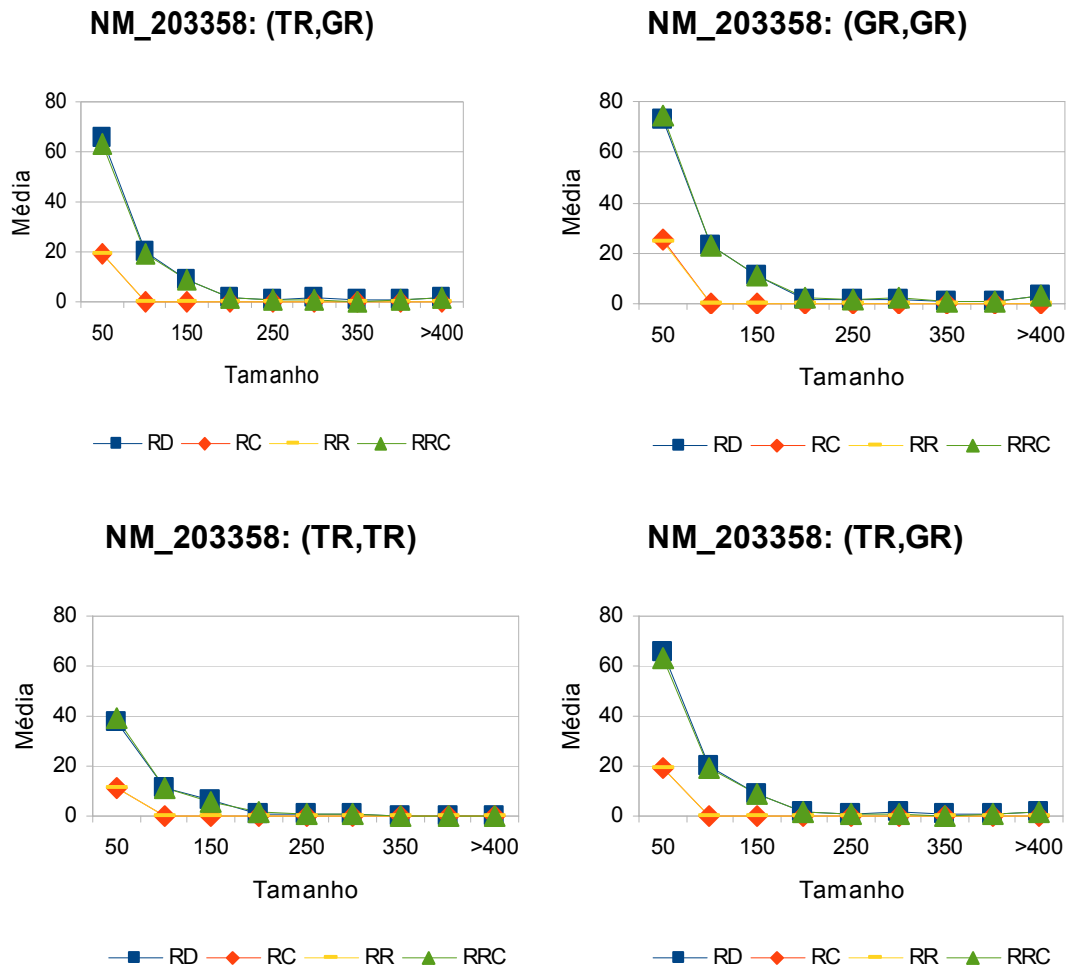 NM_203358: (TR,GR)
80
60
40
20
0
Média
50 150 250 350 >400
Tamanho
RD RC RR RRC
NM_203358: (GR,GR)
80
60
40
20
0
Média
50 150 250 350 >400
Tamanho
RD RC RR RRC
NM_203358: (TR,TR)
80
60
40
20
0
Média
50 150 250 350 >400
Tamanho
RD RC RR RRC
NM_203358: (TR,GR)
80
60
40
20
0
Média
50 150 250 350 >400
Tamanho
RD RC RR RRC